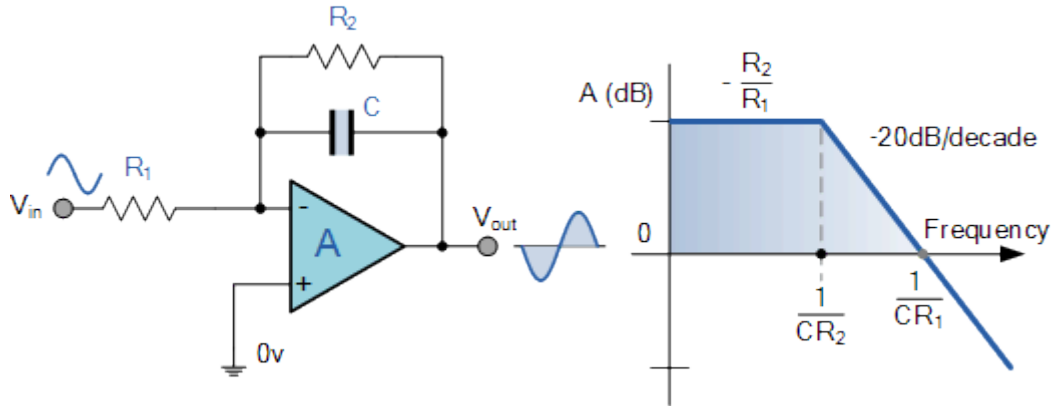 R₂
C
R₁
Vin
-
A
+
Vout
0v
A (dB)
- R₂/R₁
-20dB/decade
0
Frequency
1/CR₂
1/CR₁